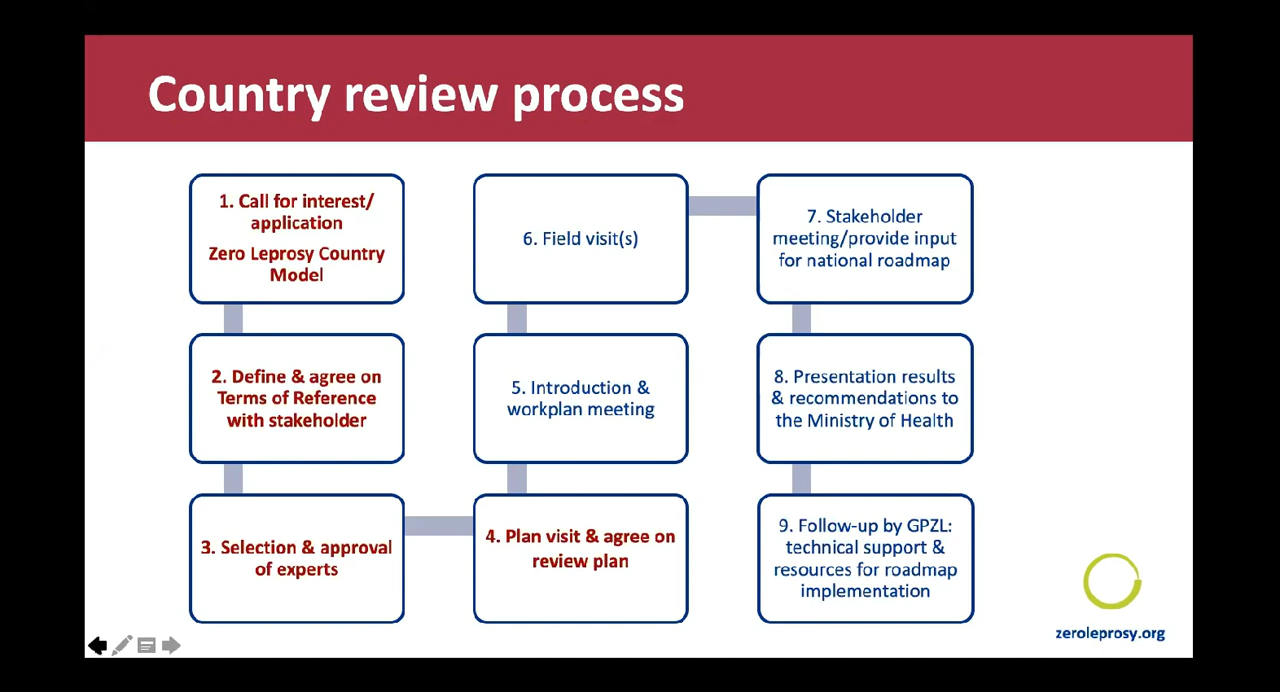 Country review process
1. Call for interest/
application
Zero Leprosy Country
Model
2. Define & agree on
Terms of Reference
with stakeholder
3. Selection & approval
of experts
4. Plan visit & agree on
review plan
5. Introduction &
workplan meeting
6. Field visit(s)
7. Stakeholder
meeting/provide input
for national roadmap
8. Presentation results
& recommendations to
the Ministry of Health
9. Follow-up by GPZL:
technical support &
resources for roadmap
implementation
zeroleprosy.org